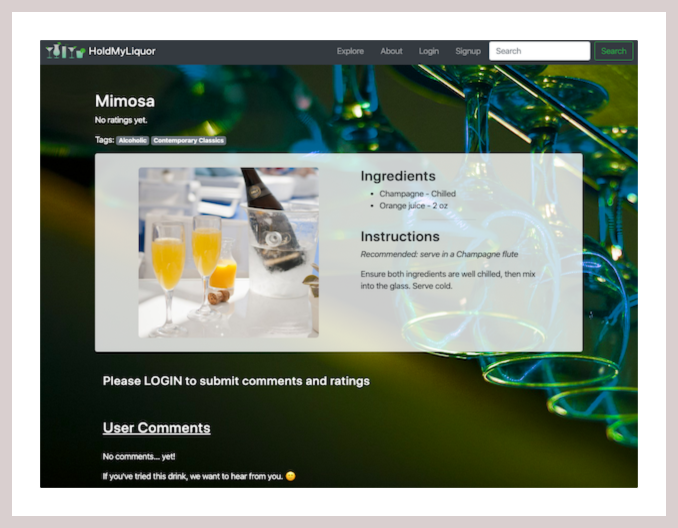 HoldMyLiquor
Explore About Login Signup Search Search
Mimosa
No ratings yet.
Tags: Alcoholic Contemporary Classics
Ingredients
• Champagne - Chilled
• Orange juice - 2 oz
Instructions
Recommended: serve in a Champagne flute
Ensure both ingredients are well chilled, then mix
into the glass. Serve cold.
Please LOGIN to submit comments and ratings
User Comments
No comments... yet!
If you've tried this drink, we want to hear from you. 🙂